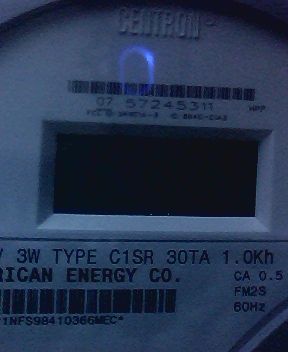 CENTRON
07 57245311
3W TYPE C1SR 30TA 1.0Kh
RICAN ENERGY CO.
CA 0.5
FM2S
60Hz
1NFS98410366MEC*